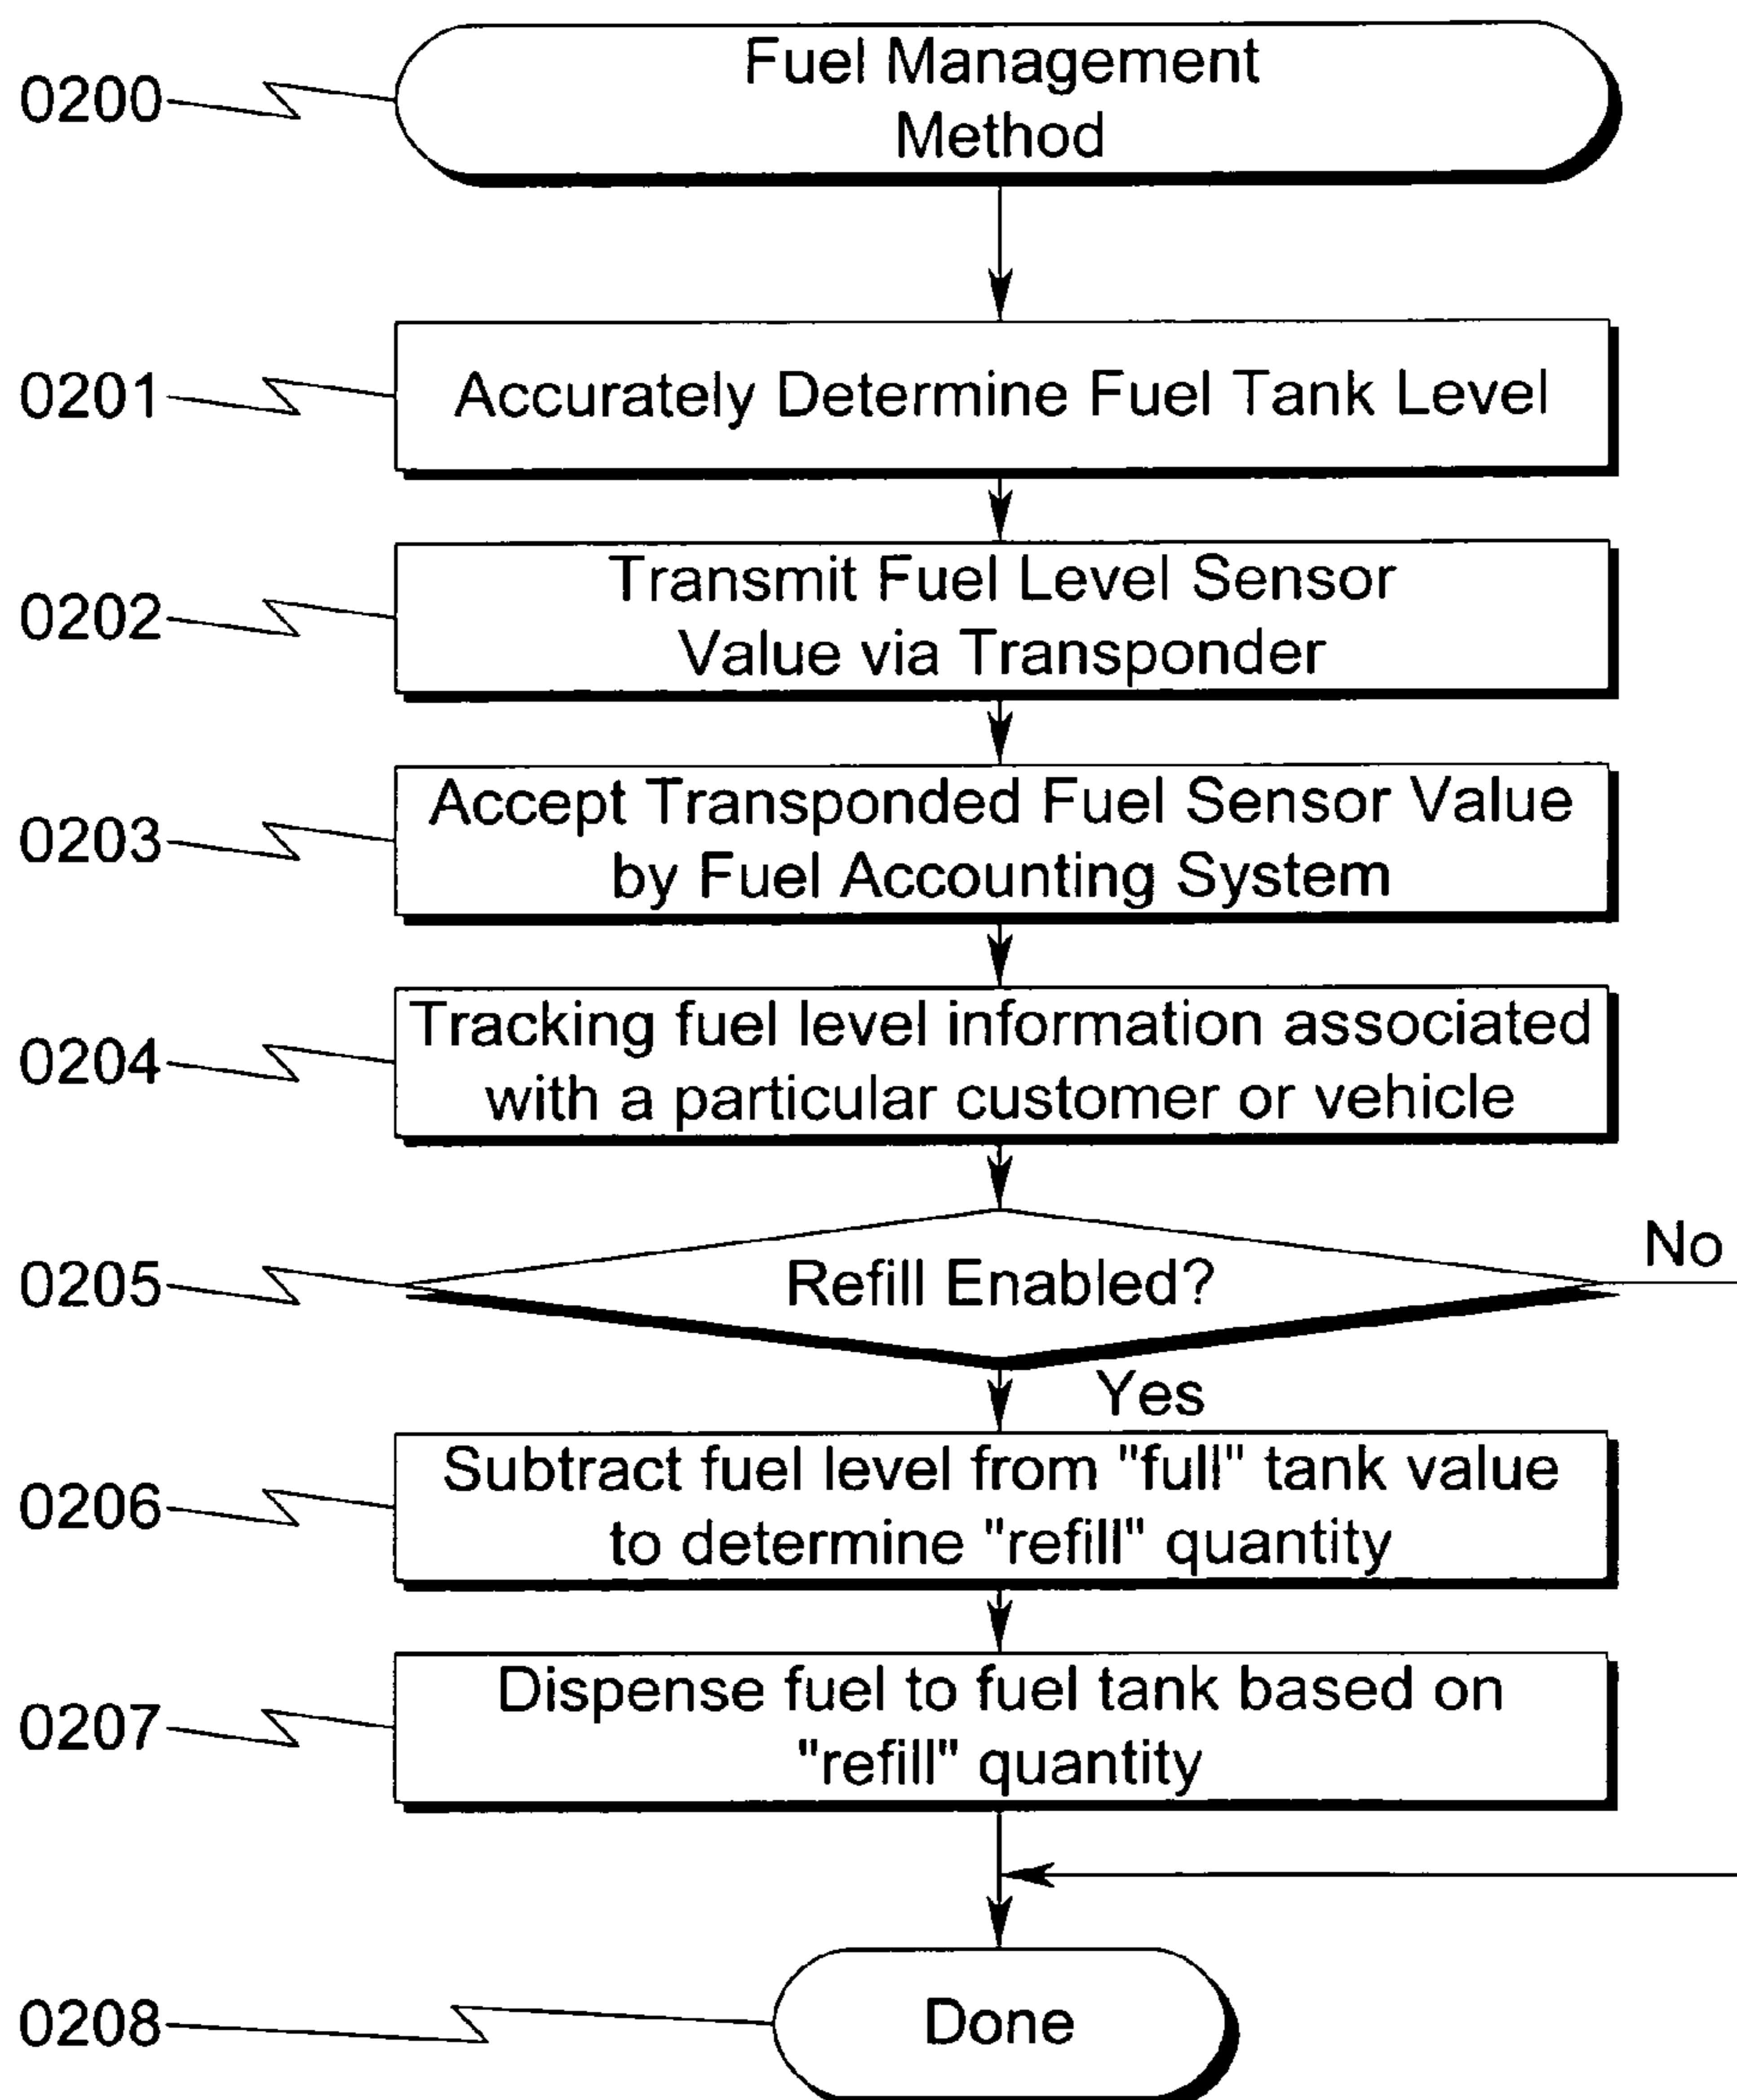 Fuel Management
Method
0200
0201
Accurately Determine Fuel Tank Level
0202
Transmit Fuel Level Sensor
Value via Transponder
0203
Accept Transponded Fuel Sensor Value
by Fuel Accounting System
0204
Tracking fuel level information associated
with a particular customer or vehicle
0205
Refill Enabled?
No
Yes
0206
Subtract fuel level from "full" tank value
to determine "refill" quantity
0207
Dispense fuel to fuel tank based on
"refill" quantity
0208
Done